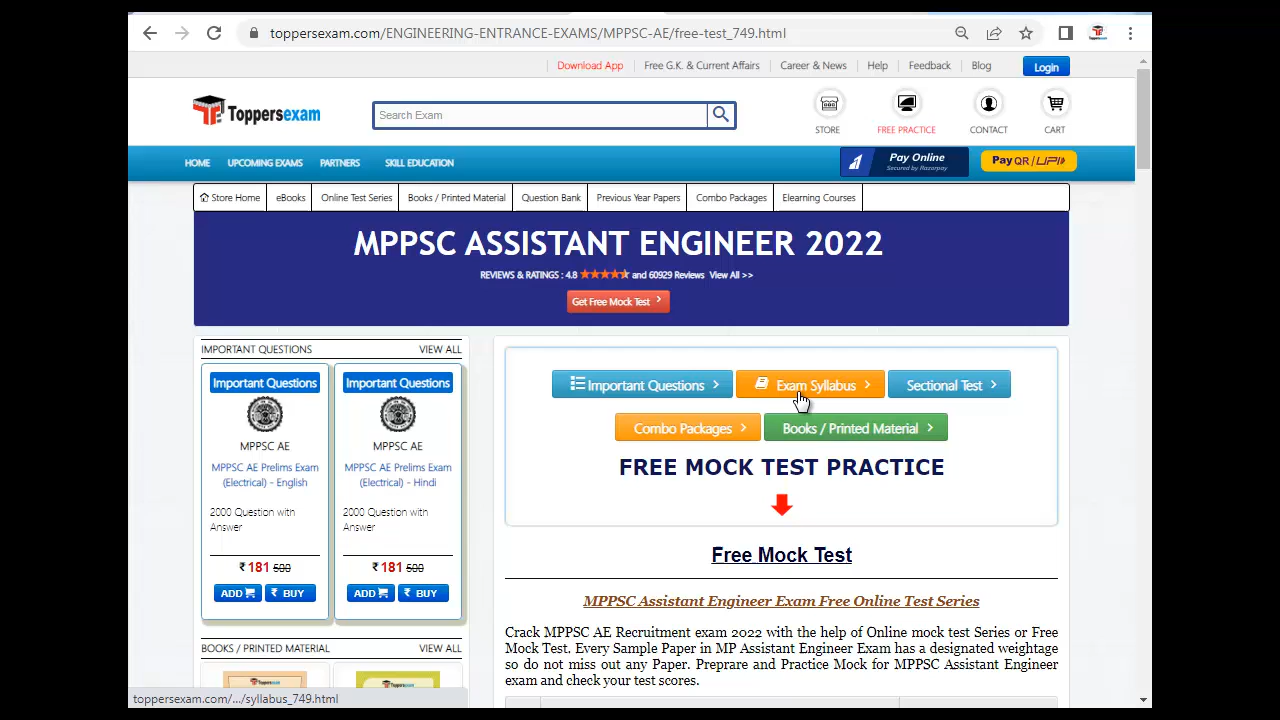 toppersexam.com/ENGINEERING-ENTRANCE-EXAMS/MPPSC-AE/free-test_749.html
Download App
Free G.K. & Current Affairs
Career & News
Help
Feedback
Blog
Login
Toppersexam
Search Exam
STORE
FREE PRACTICE
CONTACT
CART
HOME
UPCOMING EXAMS
PARTNERS
SKILL EDUCATION
Pay Online
Secured by Razorpay
Pay QR / UPI
Store Home
eBooks
Online Test Series
Books / Printed Material
Question Bank
Previous Year Papers
Combo Packages
Elearning Courses
MPPSC ASSISTANT ENGINEER 2022
REVIEWS & RATINGS : 4.8 and 60929 Reviews View All >>
Get Free Mock Test
IMPORTANT QUESTIONS
VIEW ALL
Important Questions
MPPSC AE
MPPSC AE Prelims Exam
(Electrical) - English
2000 Question with
Answer
₹ 181 500
ADD
₹ BUY
Important Questions
MPPSC AE
MPPSC AE Prelims Exam
(Electrical) - Hindi
2000 Question with
Answer
₹ 181 500
ADD
₹ BUY
BOOKS / PRINTED MATERIAL
VIEW ALL
Toppersexam
Toppersexam
toppersexam.com/.../syllabus_749.html
Important Questions
Exam Syllabus
Sectional Test
Combo Packages
Books / Printed Material
FREE MOCK TEST PRACTICE
Free Mock Test
MPPSC Assistant Engineer Exam Free Online Test Series
Crack MPPSC AE Recruitment exam 2022 with the help of Online mock test Series or Free
Mock Test. Every Sample Paper in MP Assistant Engineer Exam has a designated weightage
so do not miss out any Paper. Preprare and Practice Mock for MPPSC Assistant Engineer
exam and check your test scores.